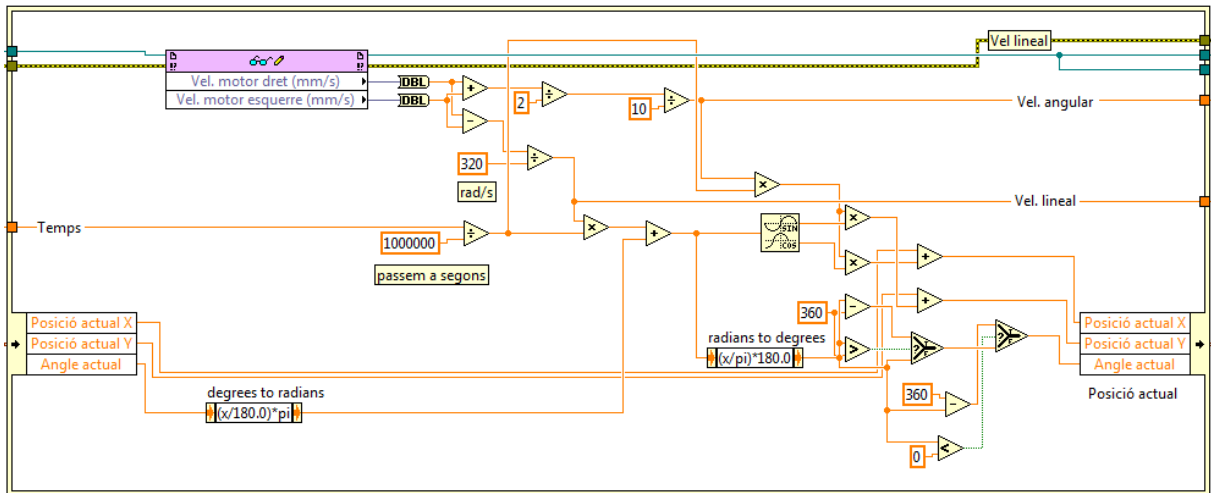 Vel lineal
Vel. motor dret (mm/s)
DBL
Vel. motor esquerre (mm/s)
DBL
+
÷
2
÷
10
Vel. angular
−
÷
320
rad/s
×
Vel. lineal
Temps
÷
1000000
passem a segons
×
+
SIN
COS
×
×
+
+
360
−
>
radians to degrees
(x/pi)*180.0
?
T
F
?
T
F
Posició actual X
Posició actual Y
Angle actual
Posició actual X
Posició actual Y
Angle actual
Posició actual
degrees to radians
(x/180.0)*pi
360
−
<
0